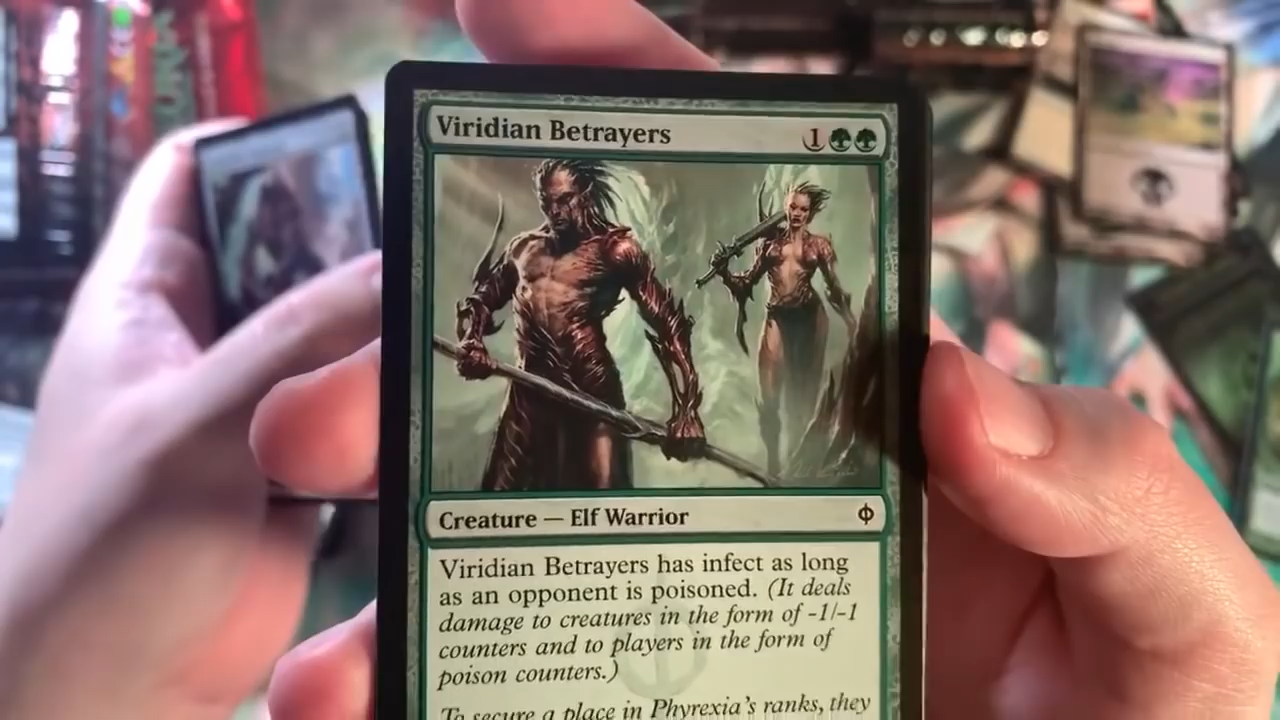 Viridian Betrayers 1
Creature — Elf Warrior
Viridian Betrayers has infect as long
as an opponent is poisoned. (It deals
damage to creatures in the form of -1/-1
counters and to players in the form of
poison counters.)
To secure a place in Phyrexia's ranks, they